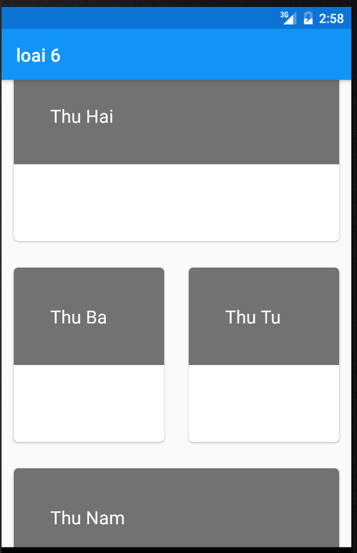 3G 2:58
loai 6
Thu Hai
Thu Ba
Thu Tu
Thu Nam